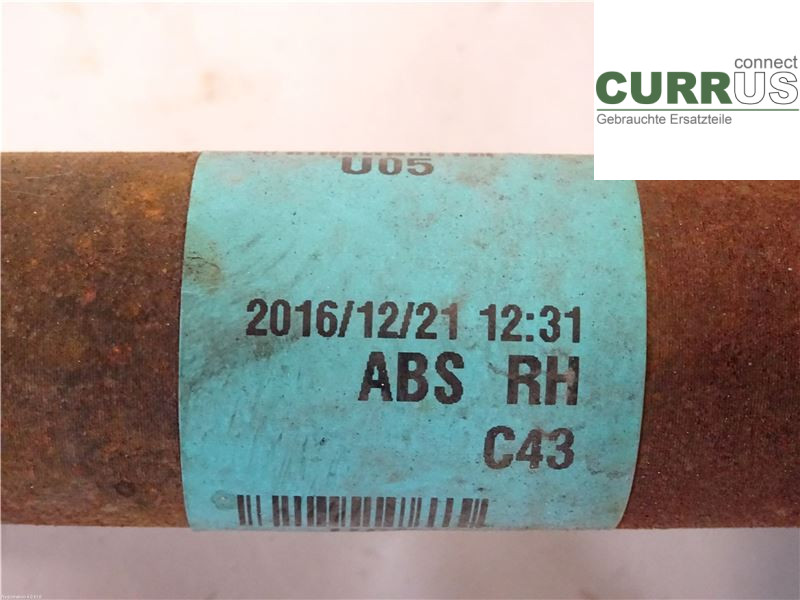 connect
CURRUS
Gebrauchte Ersatzteile
U05
2016/12/21 12:31
ABS RH
C43